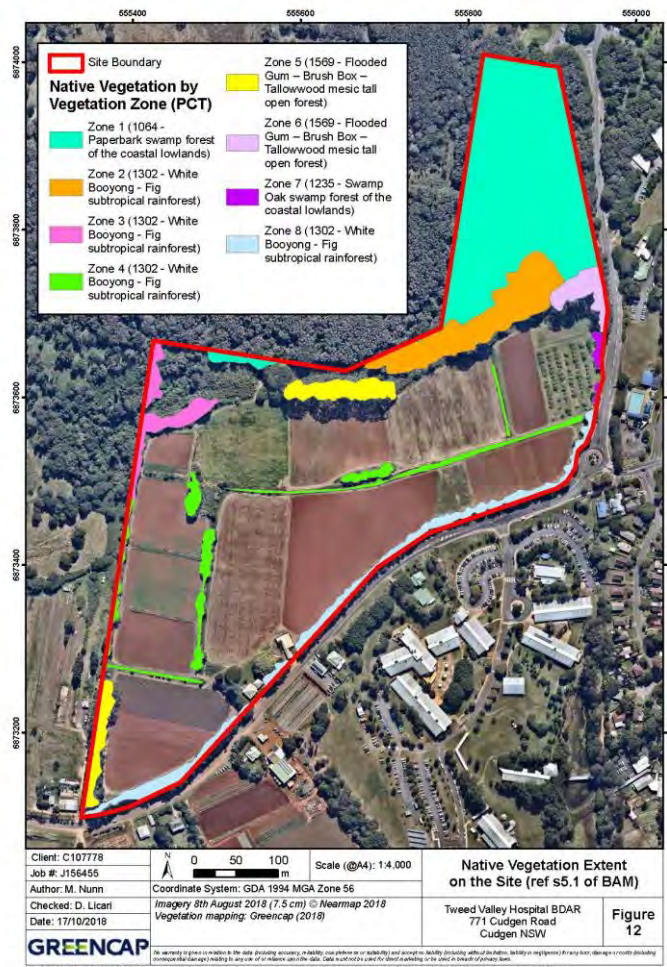 555400 555600 555800 556000
6874000
6873800
6873600
6873400
6873200
Site Boundary
Native Vegetation by
Vegetation Zone (PCT)
Zone 1 (1064 -
Paperbark swamp forest
of the coastal lowlands)
Zone 2 (1302 - White
Booyong - Fig
subtropical rainforest)
Zone 3 (1302 - White
Booyong - Fig
subtropical rainforest)
Zone 4 (1302 - White
Booyong - Fig
subtropical rainforest)
Zone 5 (1569 - Flooded
Gum – Brush Box –
Tallowwood mesic tall
open forest)
Zone 6 (1569 - Flooded
Gum – Brush Box –
Tallowwood mesic tall
open forest)
Zone 7 (1235 - Swamp
Oak swamp forest of the
coastal lowlands)
Zone 8 (1302 - White
Booyong - Fig
subtropical rainforest)
Client: C107778
Job #: J156455
Author: M. Nunn
Checked: D. Licari
Date: 17/10/2018
GREENCAP
N
0 50 100
m
Scale (@A4): 1:4,000
Coordinate System: GDA 1994 MGA Zone 56
Imagery 8th August 2018 (7.5 cm) © Nearmap 2018
Vegetation mapping: Greencap (2018)
Native Vegetation Extent
on the Site (ref s5.1 of BAM)
Tweed Valley Hospital BDAR
771 Cudgen Road
Cudgen NSW
Figure
12